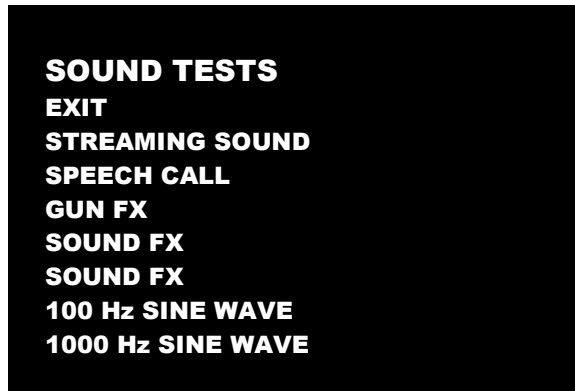 SOUND TESTS
EXIT
STREAMING SOUND
SPEECH CALL
GUN FX
SOUND FX
SOUND FX
100 Hz SINE WAVE
1000 Hz SINE WAVE